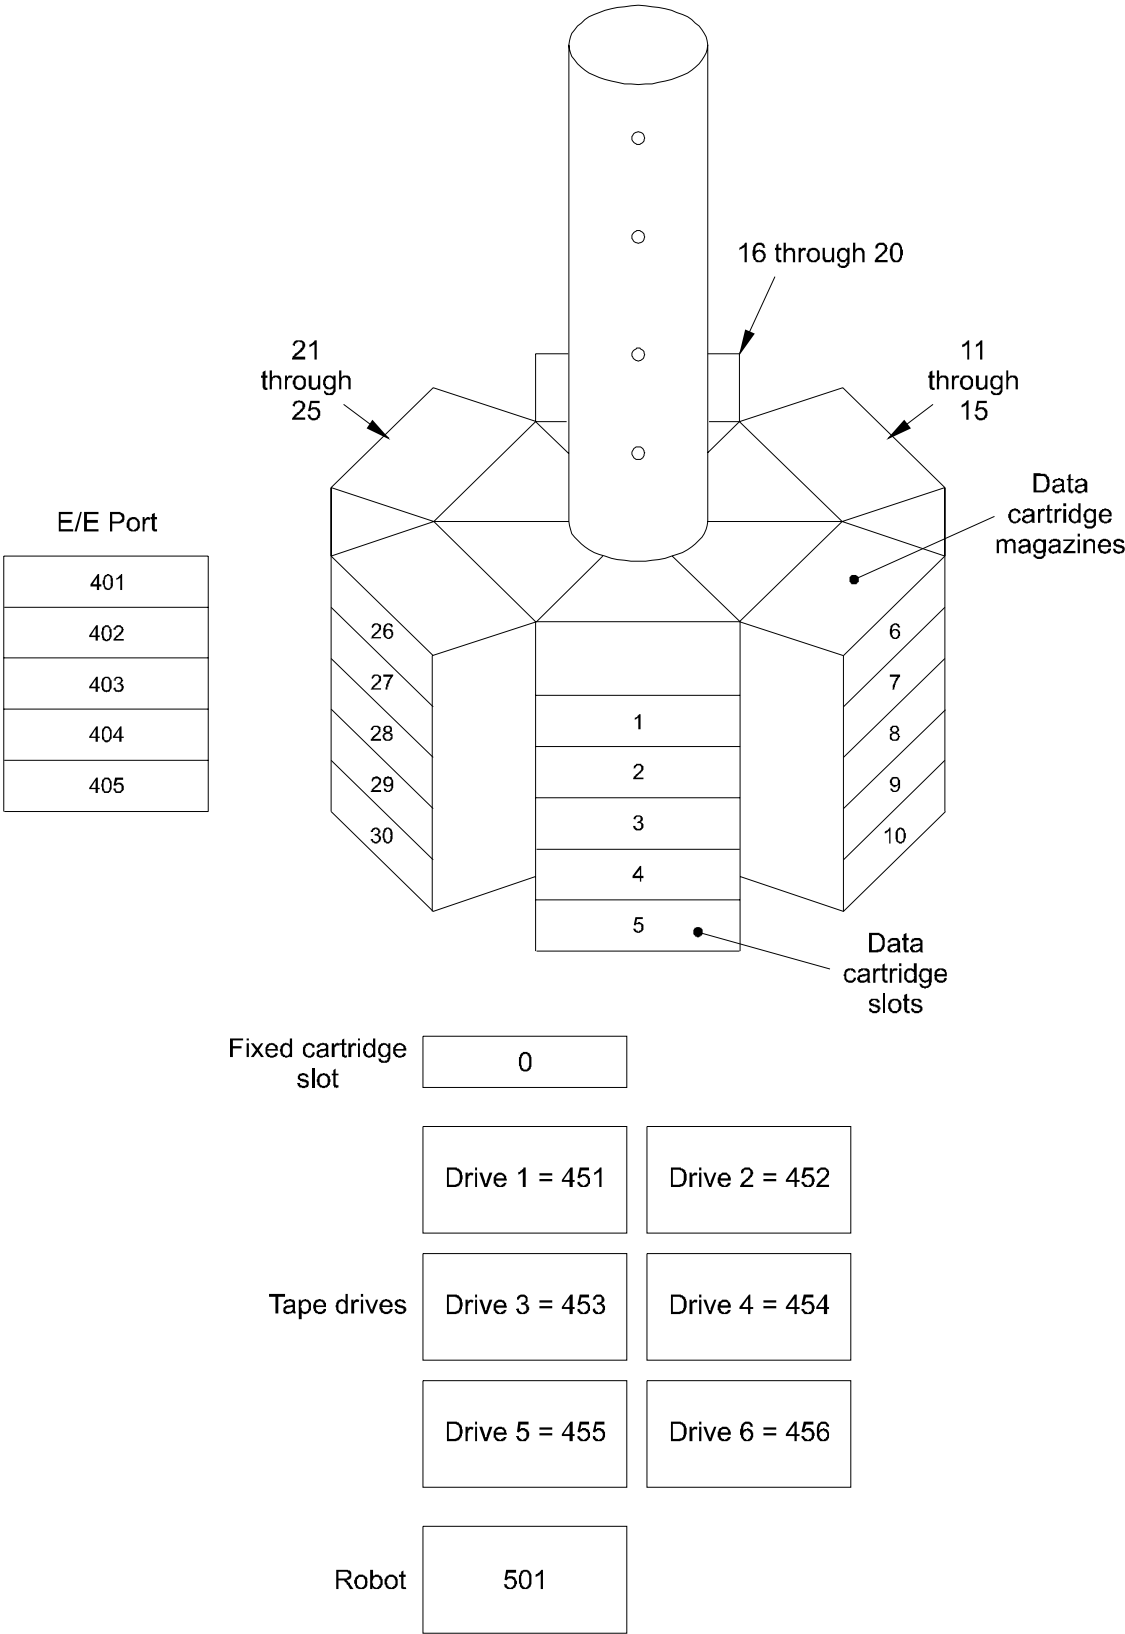 16 through 20
21
through
25
11
through
15
Data
cartridge
magazines
E/E Port
401
402
403
404
405
26
27
28
29
30
1
2
3
4
5
6
7
8
9
10
Data
cartridge
slots
Fixed cartridge
slot
0
Drive 1 = 451
Drive 2 = 452
Tape drives
Drive 3 = 453
Drive 4 = 454
Drive 5 = 455
Drive 6 = 456
Robot
501